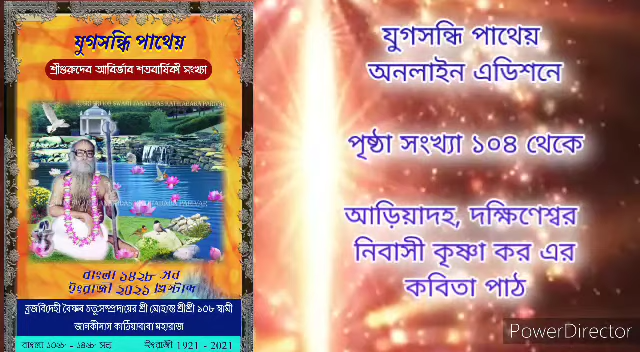 যুগসন্ধি পাথেয়
শ্রীগুরুদেব আবির্ভাব শতবার্ষিকী সংখ্যা
বাংলা ১৪২৮ সন
ইংরাজী ২০২১ খ্রিস্টাব্দ
ব্রজবিদেহী বৈষ্ণব চতুঃসম্প্রদায়ের শ্রী মোহান্ত শ্রীশ্রী ১০৮ স্বামী
জানকীদাস কাঠিয়াবাবা মহারাজ
বাংলা ১৩২৮ - ১৪২৮ সন ইংরাজী 1921 - 2021
যুগসন্ধি পাথেয়
অনলাইন এডিশনে
পৃষ্ঠা সংখ্যা ১০৪ থেকে
আড়িয়াদহ, দক্ষিণেশ্বর
নিবাসী কৃষ্ণা কর এর
কবিতা পাঠ
PowerDirector